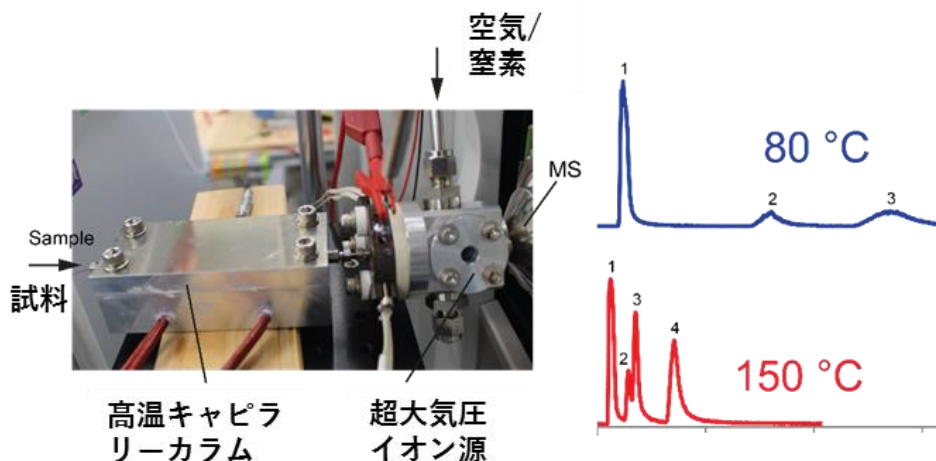 空気/
窒素
Sample
試料
MS
高温キャピラ
リーカラム
超大気圧
イオン源
1
80 °C
2
3
1
3
2
4
150 °C